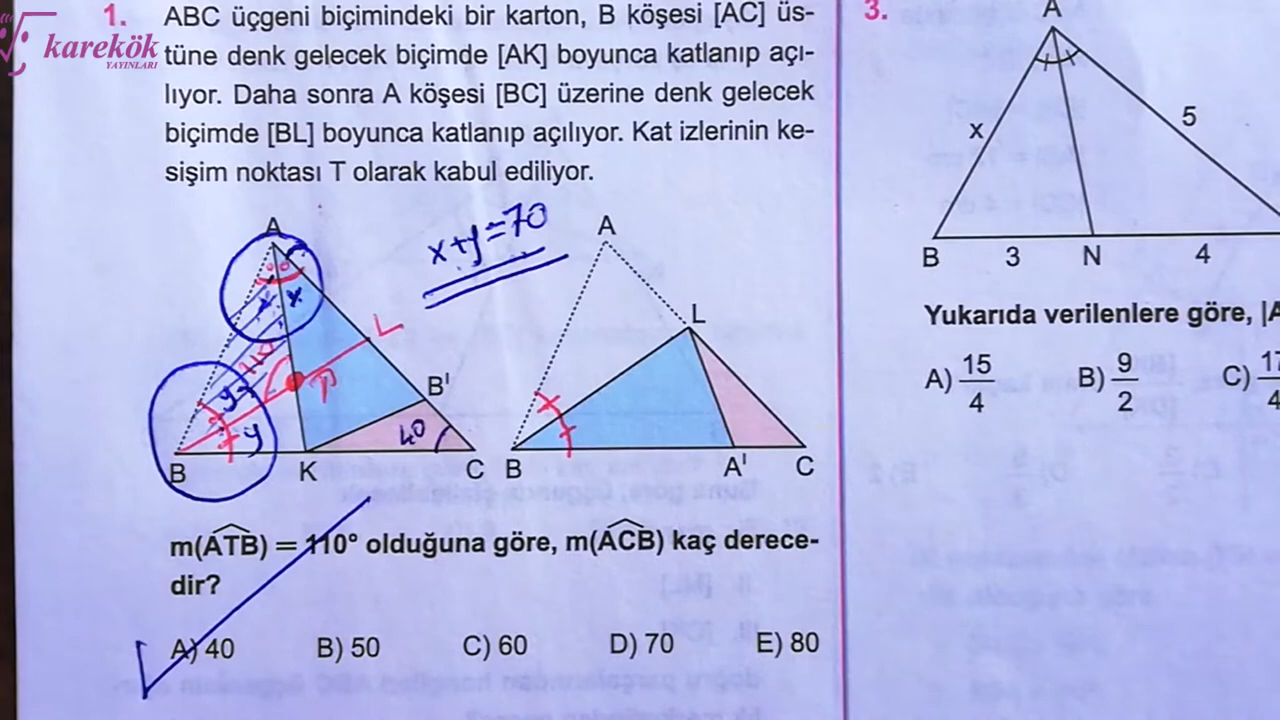 karekök
YAYINLARI
1.
ABC üçgeni biçimindeki bir karton, B köşesi [AC] üs-
tüne denk gelecek biçimde [AK] boyunca katlanıp açı-
lıyor. Daha sonra A köşesi [BC] üzerine denk gelecek
biçimde [BL] boyunca katlanıp açılıyor. Kat izlerinin ke-
sişim noktası T olarak kabul ediliyor.
x+y=70
A
x x
L
110
T
B'
y
y
40
B K C
A
L
B A' C
m(ATB) = 110° olduğuna göre, m(ACB) kaç derece-
dir?
A) 40 B) 50 C) 60 D) 70 E) 80
3.
A
x
5
B 3 N 4
Yukarıda verilenlere göre, |A
A) 15/4 B) 9/2 C) 17/4